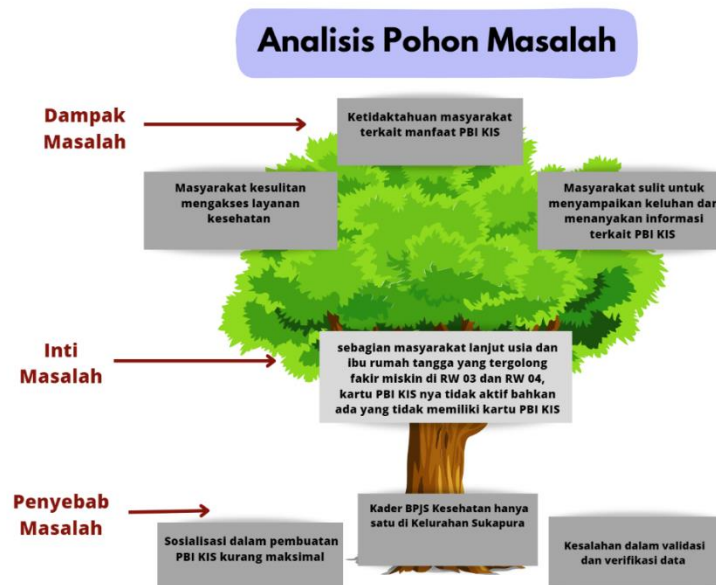 Analisis Pohon Masalah
Dampak
Masalah
Ketidaktahuan masyarakat
terkait manfaat PBI KIS
Masyarakat kesulitan
mengakses layanan
kesehatan
Masyarakat sulit untuk
menyampaikan keluhan dan
menanyakan informasi
terkait PBI KIS
Inti
Masalah
sebagian masyarakat lanjut usia dan
ibu rumah tangga yang tergolong
fakir miskin di RW 03 dan RW 04,
kartu PBI KIS nya tidak aktif bahkan
ada yang tidak memiliki kartu PBI KIS
Penyebab
Masalah
Sosialisasi dalam pembuatan
PBI KIS kurang maksimal
Kader BPJS Kesehatan hanya
satu di Kelurahan Sukapura
Kesalahan dalam validasi
dan verifikasi data